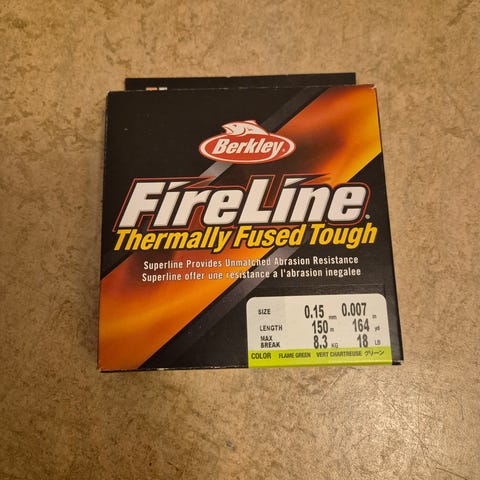 Berkley®
FireLine®
Thermally Fused Tough
Superline Provides Unmatched Abrasion Resistance
Superline offer une resistance a l'abrasion inegalee
SIZE 0.15 mm 0.007 in
LENGTH 150 m 164 yd
MAX BREAK 8.3 KG 18 LB
COLOR FLAME GREEN VERT CHARTREUSE グリーン